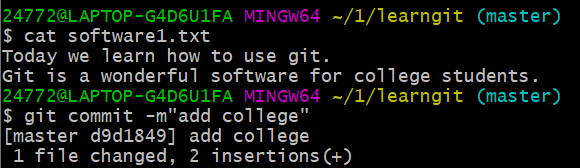 24772@LAPTOP-G4D6U1FA MINGW64 ~/1/learngit (master)
$ cat software1.txt
Today we learn how to use git.
Git is a wonderful software for college students.
24772@LAPTOP-G4D6U1FA MINGW64 ~/1/learngit (master)
$ git commit -m"add college"
[master d9d1849] add college
 1 file changed, 2 insertions(+)